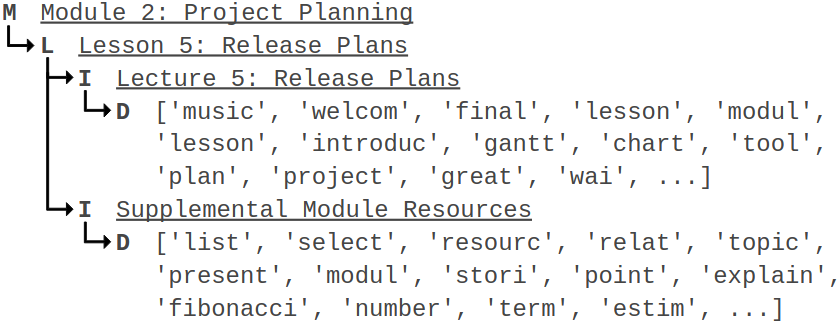 M Module 2: Project Planning
L Lesson 5: Release Plans
I Lecture 5: Release Plans
D ['music', 'welcom', 'final', 'lesson', 'modul',
'lesson', 'introduc', 'gantt', 'chart', 'tool',
'plan', 'project', 'great', 'wai', ...]
I Supplemental Module Resources
D ['list', 'select', 'resourc', 'relat', 'topic',
'present', 'modul', 'stori', 'point', 'explain',
'fibonacci', 'number', 'term', 'estim', ...]